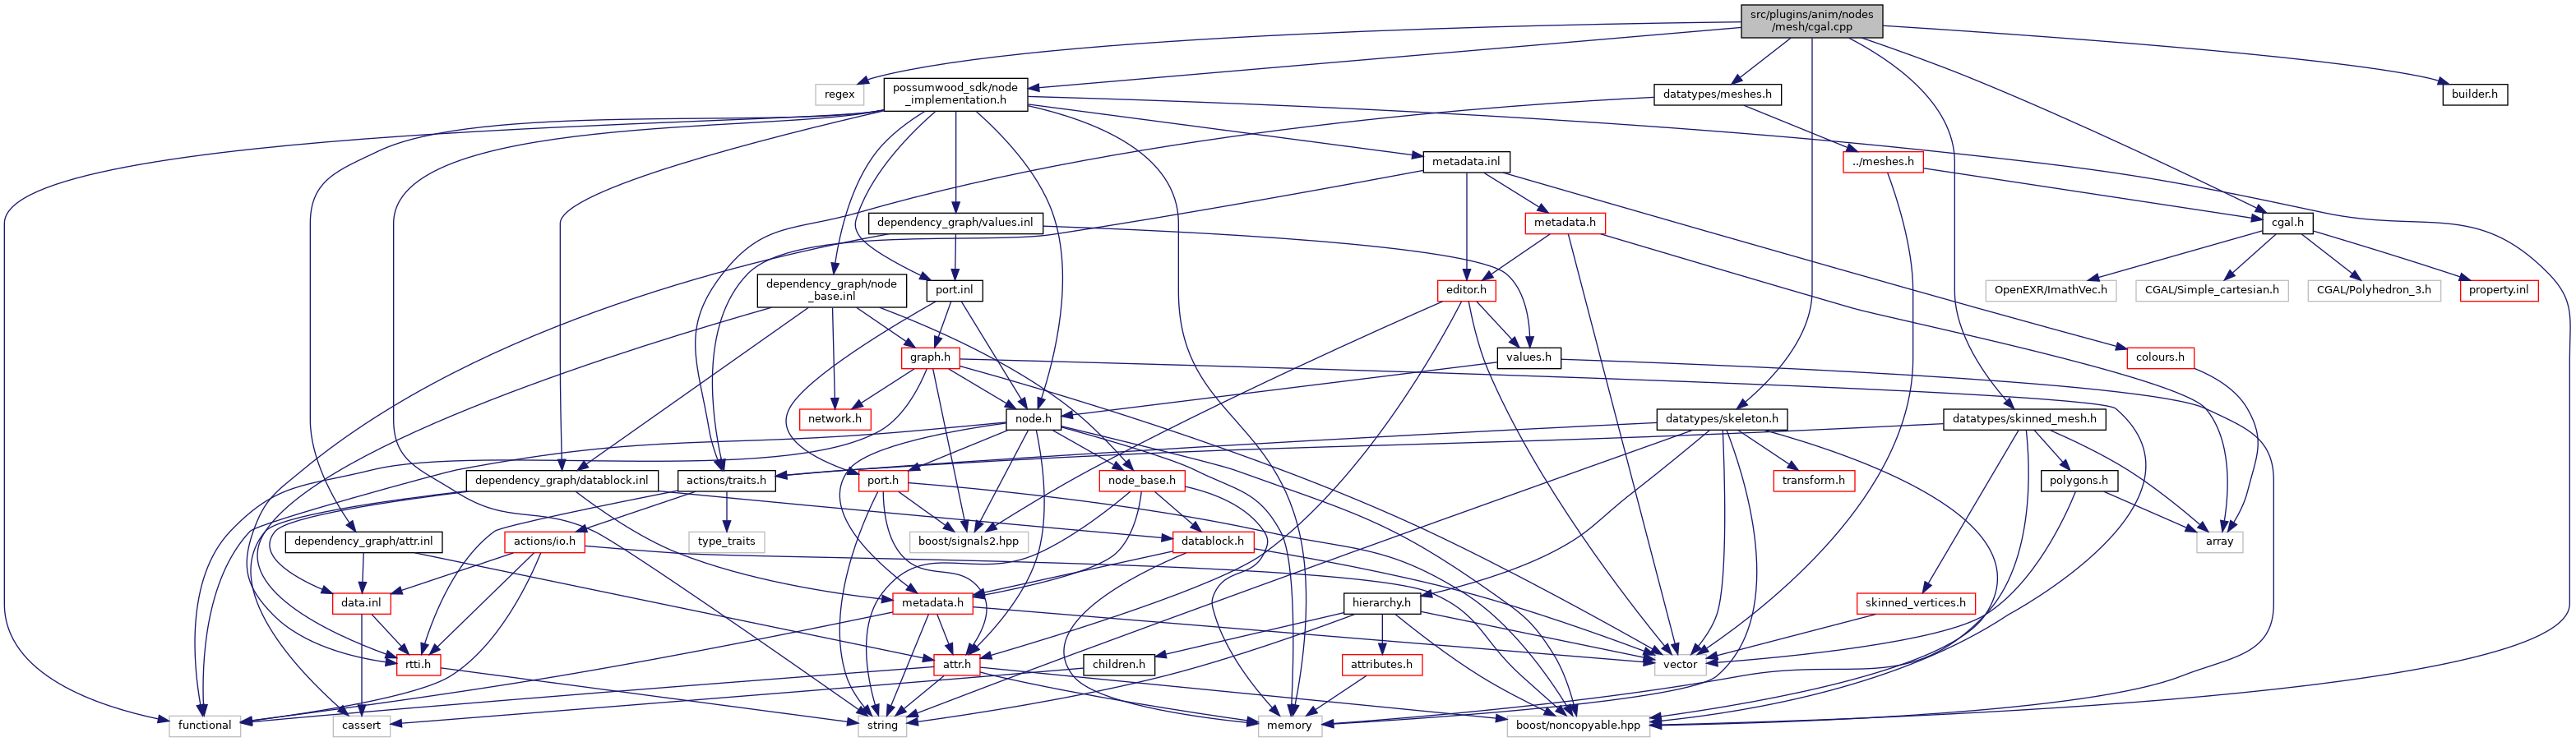 src/plugins/anim/nodes
/mesh/cgal.cpp
regex
possumwood_sdk/node
_implementation.h
datatypes/meshes.h
builder.h
metadata.inl
../meshes.h
dependency_graph/values.inl
metadata.h
cgal.h
dependency_graph/node
_base.inl
port.inl
editor.h
OpenEXR/ImathVec.h
CGAL/Simple_cartesian.h
CGAL/Polyhedron_3.h
property.inl
graph.h
values.h
colours.h
network.h
node.h
datatypes/skeleton.h
datatypes/skinned_mesh.h
dependency_graph/datablock.inl
actions/traits.h
port.h
node_base.h
transform.h
polygons.h
dependency_graph/attr.inl
actions/io.h
type_traits
boost/signals2.hpp
datablock.h
array
data.inl
metadata.h
hierarchy.h
skinned_vertices.h
rtti.h
attr.h
children.h
attributes.h
vector
functional
cassert
string
memory
boost/noncopyable.hpp